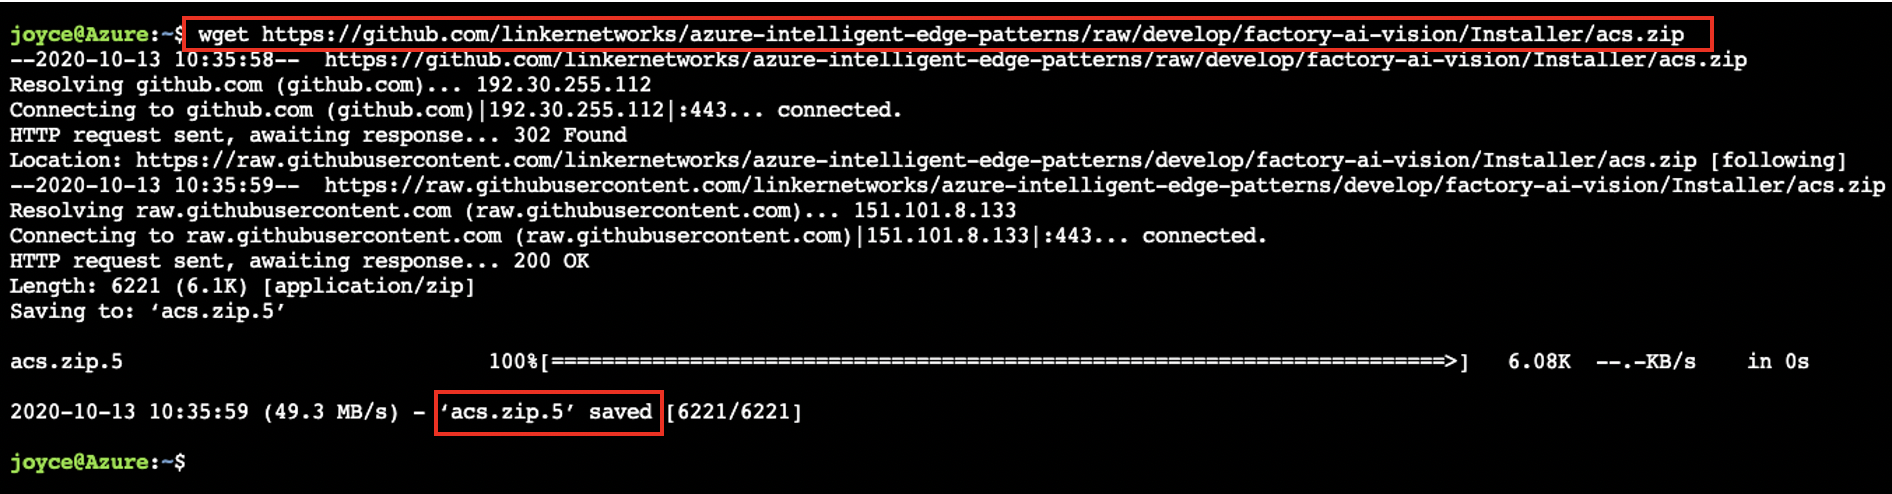 joyce@Azure:~$ wget https://github.com/linkernetworks/azure-intelligent-edge-patterns/raw/develop/factory-ai-vision/Installer/acs.zip
--2020-10-13 10:35:58--  https://github.com/linkernetworks/azure-intelligent-edge-patterns/raw/develop/factory-ai-vision/Installer/acs.zip
Resolving github.com (github.com)... 192.30.255.112
Connecting to github.com (github.com)|192.30.255.112|:443... connected.
HTTP request sent, awaiting response... 302 Found
Location: https://raw.githubusercontent.com/linkernetworks/azure-intelligent-edge-patterns/develop/factory-ai-vision/Installer/acs.zip [following]
--2020-10-13 10:35:59--  https://raw.githubusercontent.com/linkernetworks/azure-intelligent-edge-patterns/develop/factory-ai-vision/Installer/acs.zip
Resolving raw.githubusercontent.com (raw.githubusercontent.com)... 151.101.8.133
Connecting to raw.githubusercontent.com (raw.githubusercontent.com)|151.101.8.133|:443... connected.
HTTP request sent, awaiting response... 200 OK
Length: 6221 (6.1K) [application/zip]
Saving to: ‘acs.zip.5’
acs.zip.5 100%[=======================================================================>] 6.08K --.-KB/s in 0s
2020-10-13 10:35:59 (49.3 MB/s) - ‘acs.zip.5’ saved [6221/6221]
joyce@Azure:~$